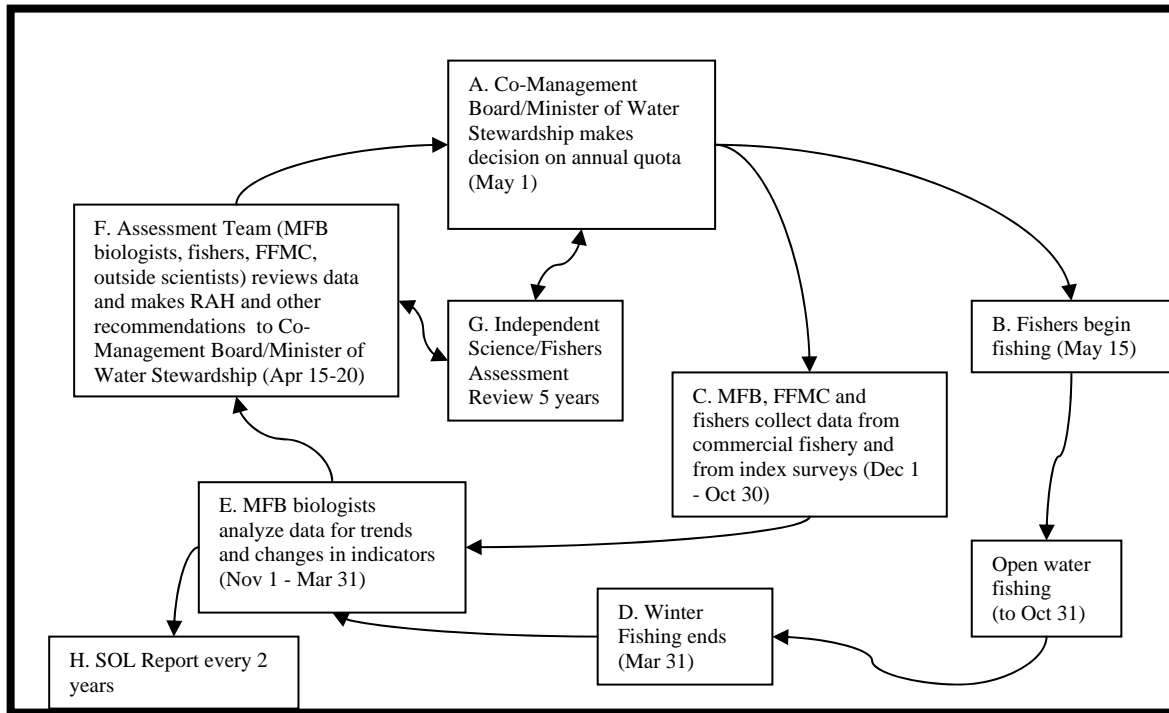 A. Co-Management
Board/Minister of Water
Stewardship makes
decision on annual quota
(May 1)
F. Assessment Team (MFB
biologists, fishers, FFMC,
outside scientists) reviews data
and makes RAH and other
recommendations  to Co-
Management Board/Minister of
Water Stewardship (Apr 15-20)
G. Independent
Science/Fishers
Assessment
Review 5 years
B. Fishers begin
fishing (May 15)
C. MFB, FFMC and
fishers collect data from
commercial fishery and
from index surveys (Dec 1
- Oct 30)
E. MFB biologists
analyze data for trends
and changes in indicators
(Nov 1 - Mar 31)
Open water
fishing
(to Oct 31)
D. Winter
Fishing ends
(Mar 31)
H. SOL Report every 2
years